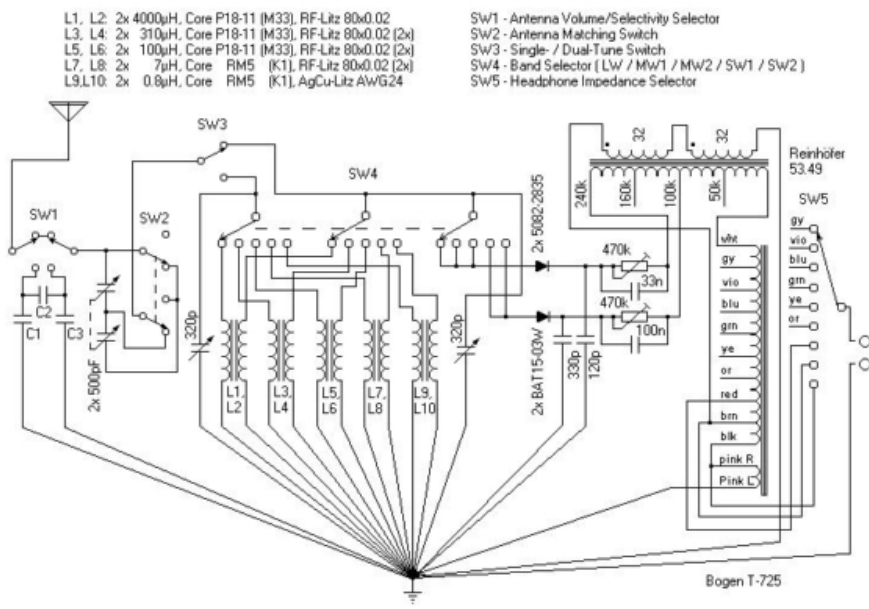 L1, L2: 2x 4000µH, Core P18-11 (M33), RF-Litz 80x0.02
L3, L4: 2x 310µH, Core P18-11 (M33), RF-Litz 80x0.02 (2x)
L5, L6: 2x 100µH, Core P18-11 (M33), RF-Litz 80x0.02 (2x)
L7, L8: 2x 7µH, Core RM5 (K1), RF-Litz 80x0.02 (2x)
L9,L10: 2x 0.8µH, Core RM5 (K1), AgCu-Litz AWG24
SW1 - Antenna Volume/Selectivity Selector
SW2 - Antenna Matching Switch
SW3 - Single- / Dual-Tune Switch
SW4 - Band Selector ( LW / MW1 / MW2 / SW1 / SW2 )
SW5 - Headphone Impedance Selector
SW3
SW4
SW1
SW2
C2
C1
C3
2x 500pF
320p
L1,
L2
L3,
L4
L5,
L6
L7,
L8
L9,
L10
320p
2x 5082-2835
2x BAT15-03W
470k
33n
470k
100n
330p
120p
32
32
240k
160k
100k
50k
Reinhöfer
53.49
SW5
wht
gy
vio
blu
grn
ye
or
red
brn
blk
pink R
Pink L
gy
vio
blu
grn
ye
or
Bogen T-725